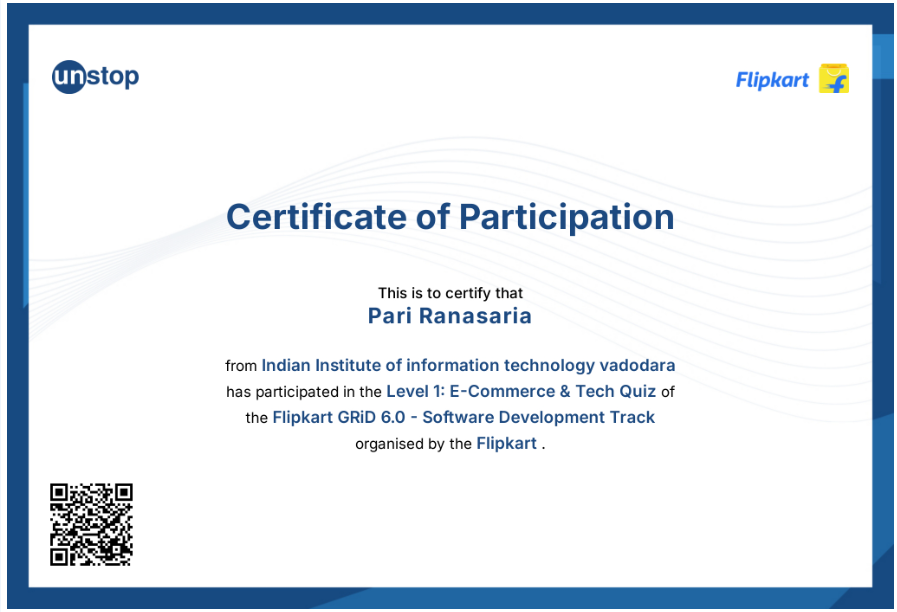 unstop
Flipkart
Certificate of Participation
This is to certify that
Pari Ranasaria
from Indian Institute of information technology vadodara
has participated in the Level 1: E-Commerce & Tech Quiz of
the Flipkart GRiD 6.0 - Software Development Track
organised by the Flipkart .